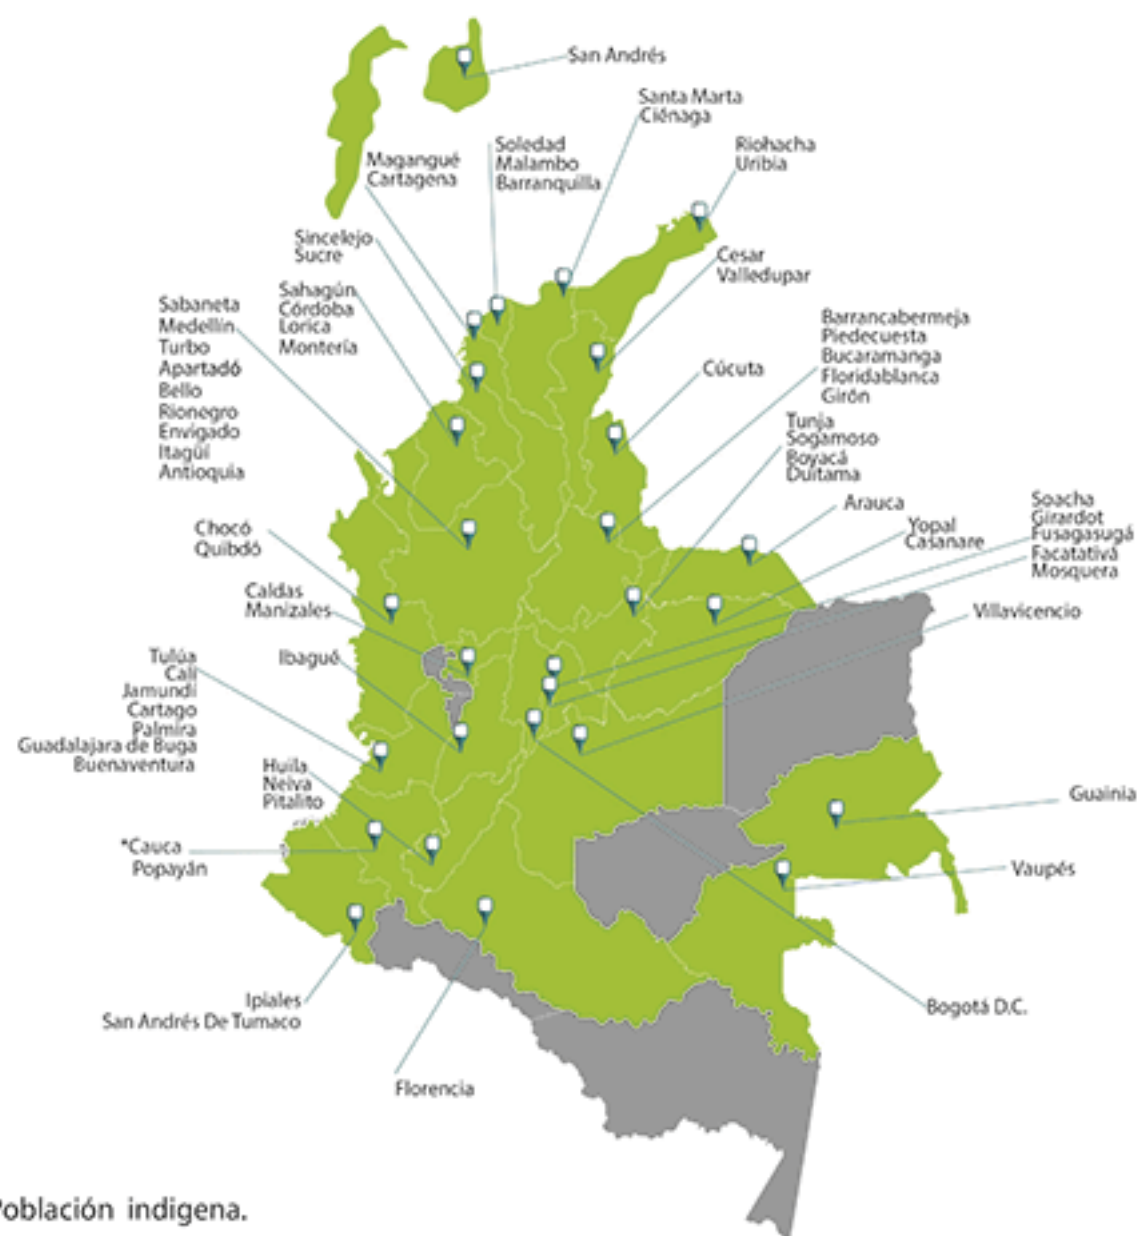 San Andrés
Santa Marta
Ciénaga
Soledad
Malambo
Barranquilla
Riohacha
Uribia
Magangué
Cartagena
Sincelejo
Sucre
Cesar
Valledupar
Sahagún
Córdoba
Lorica
Montería
Sabaneta
Medellín
Turbo
Apartadó
Bello
Rionegro
Envigado
Itagüí
Antioquia
Barrancabermeja
Piedecuesta
Bucaramanga
Floridablanca
Girón
Cúcuta
Tunja
Sogamoso
Boyacá
Duitama
Arauca
Yopal
Casanare
Soacha
Girardot
Fusagasugá
Facatativá
Mosquera
Chocó
Quibdó
Caldas
Manizales
Villavicencio
Ibagué
Tulúa
Cali
Jamundí
Cartago
Palmira
Guadalajara de Buga
Buenaventura
Huila
Neiva
Pitalito
Guainia
*Cauca
Popayán
Vaupés
Ipiales
San Andrés De Tumaco
Bogotá D.C.
Florencia
Población indigena.